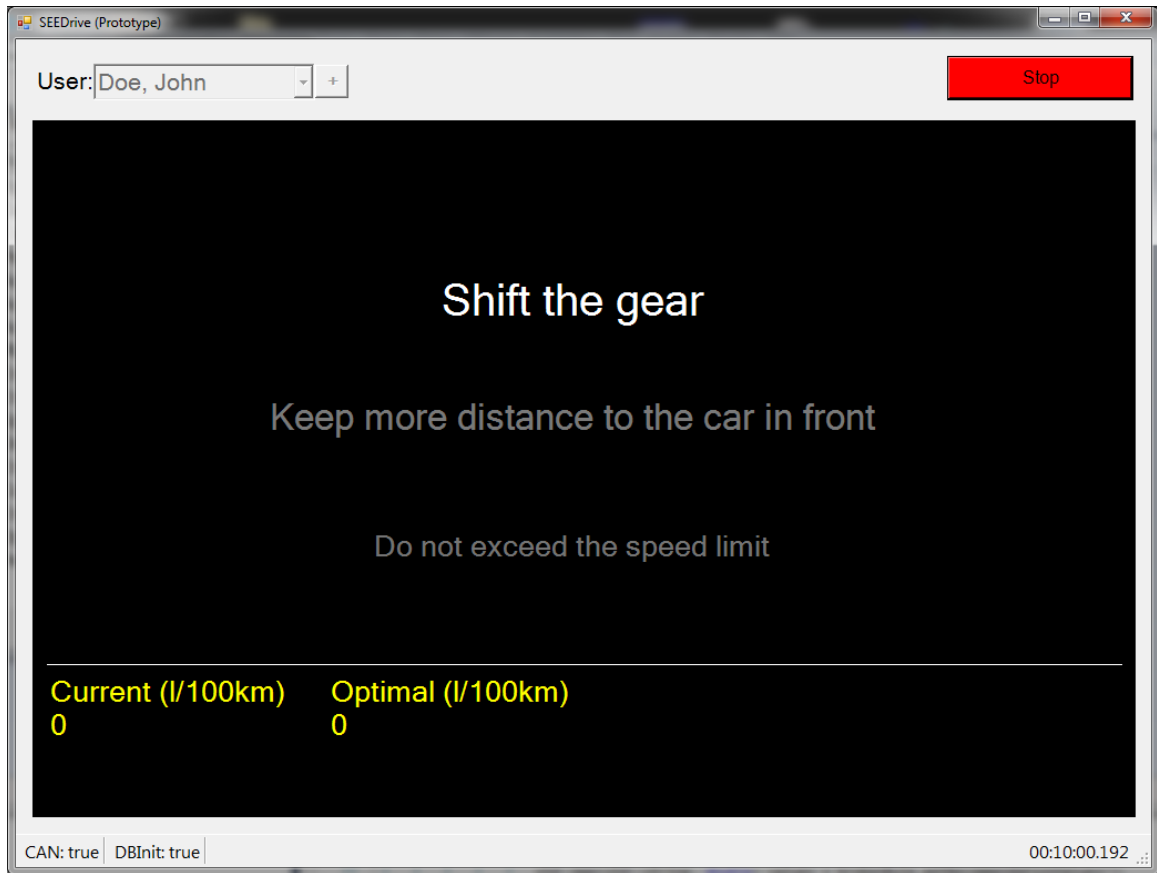 SEEDrive (Prototype)
User: Doe, John +
Stop
Shift the gear
Keep more distance to the car in front
Do not exceed the speed limit
Current (l/100km) Optimal (l/100km)
0 0
CAN: true DBInit: true 00:10:00.192